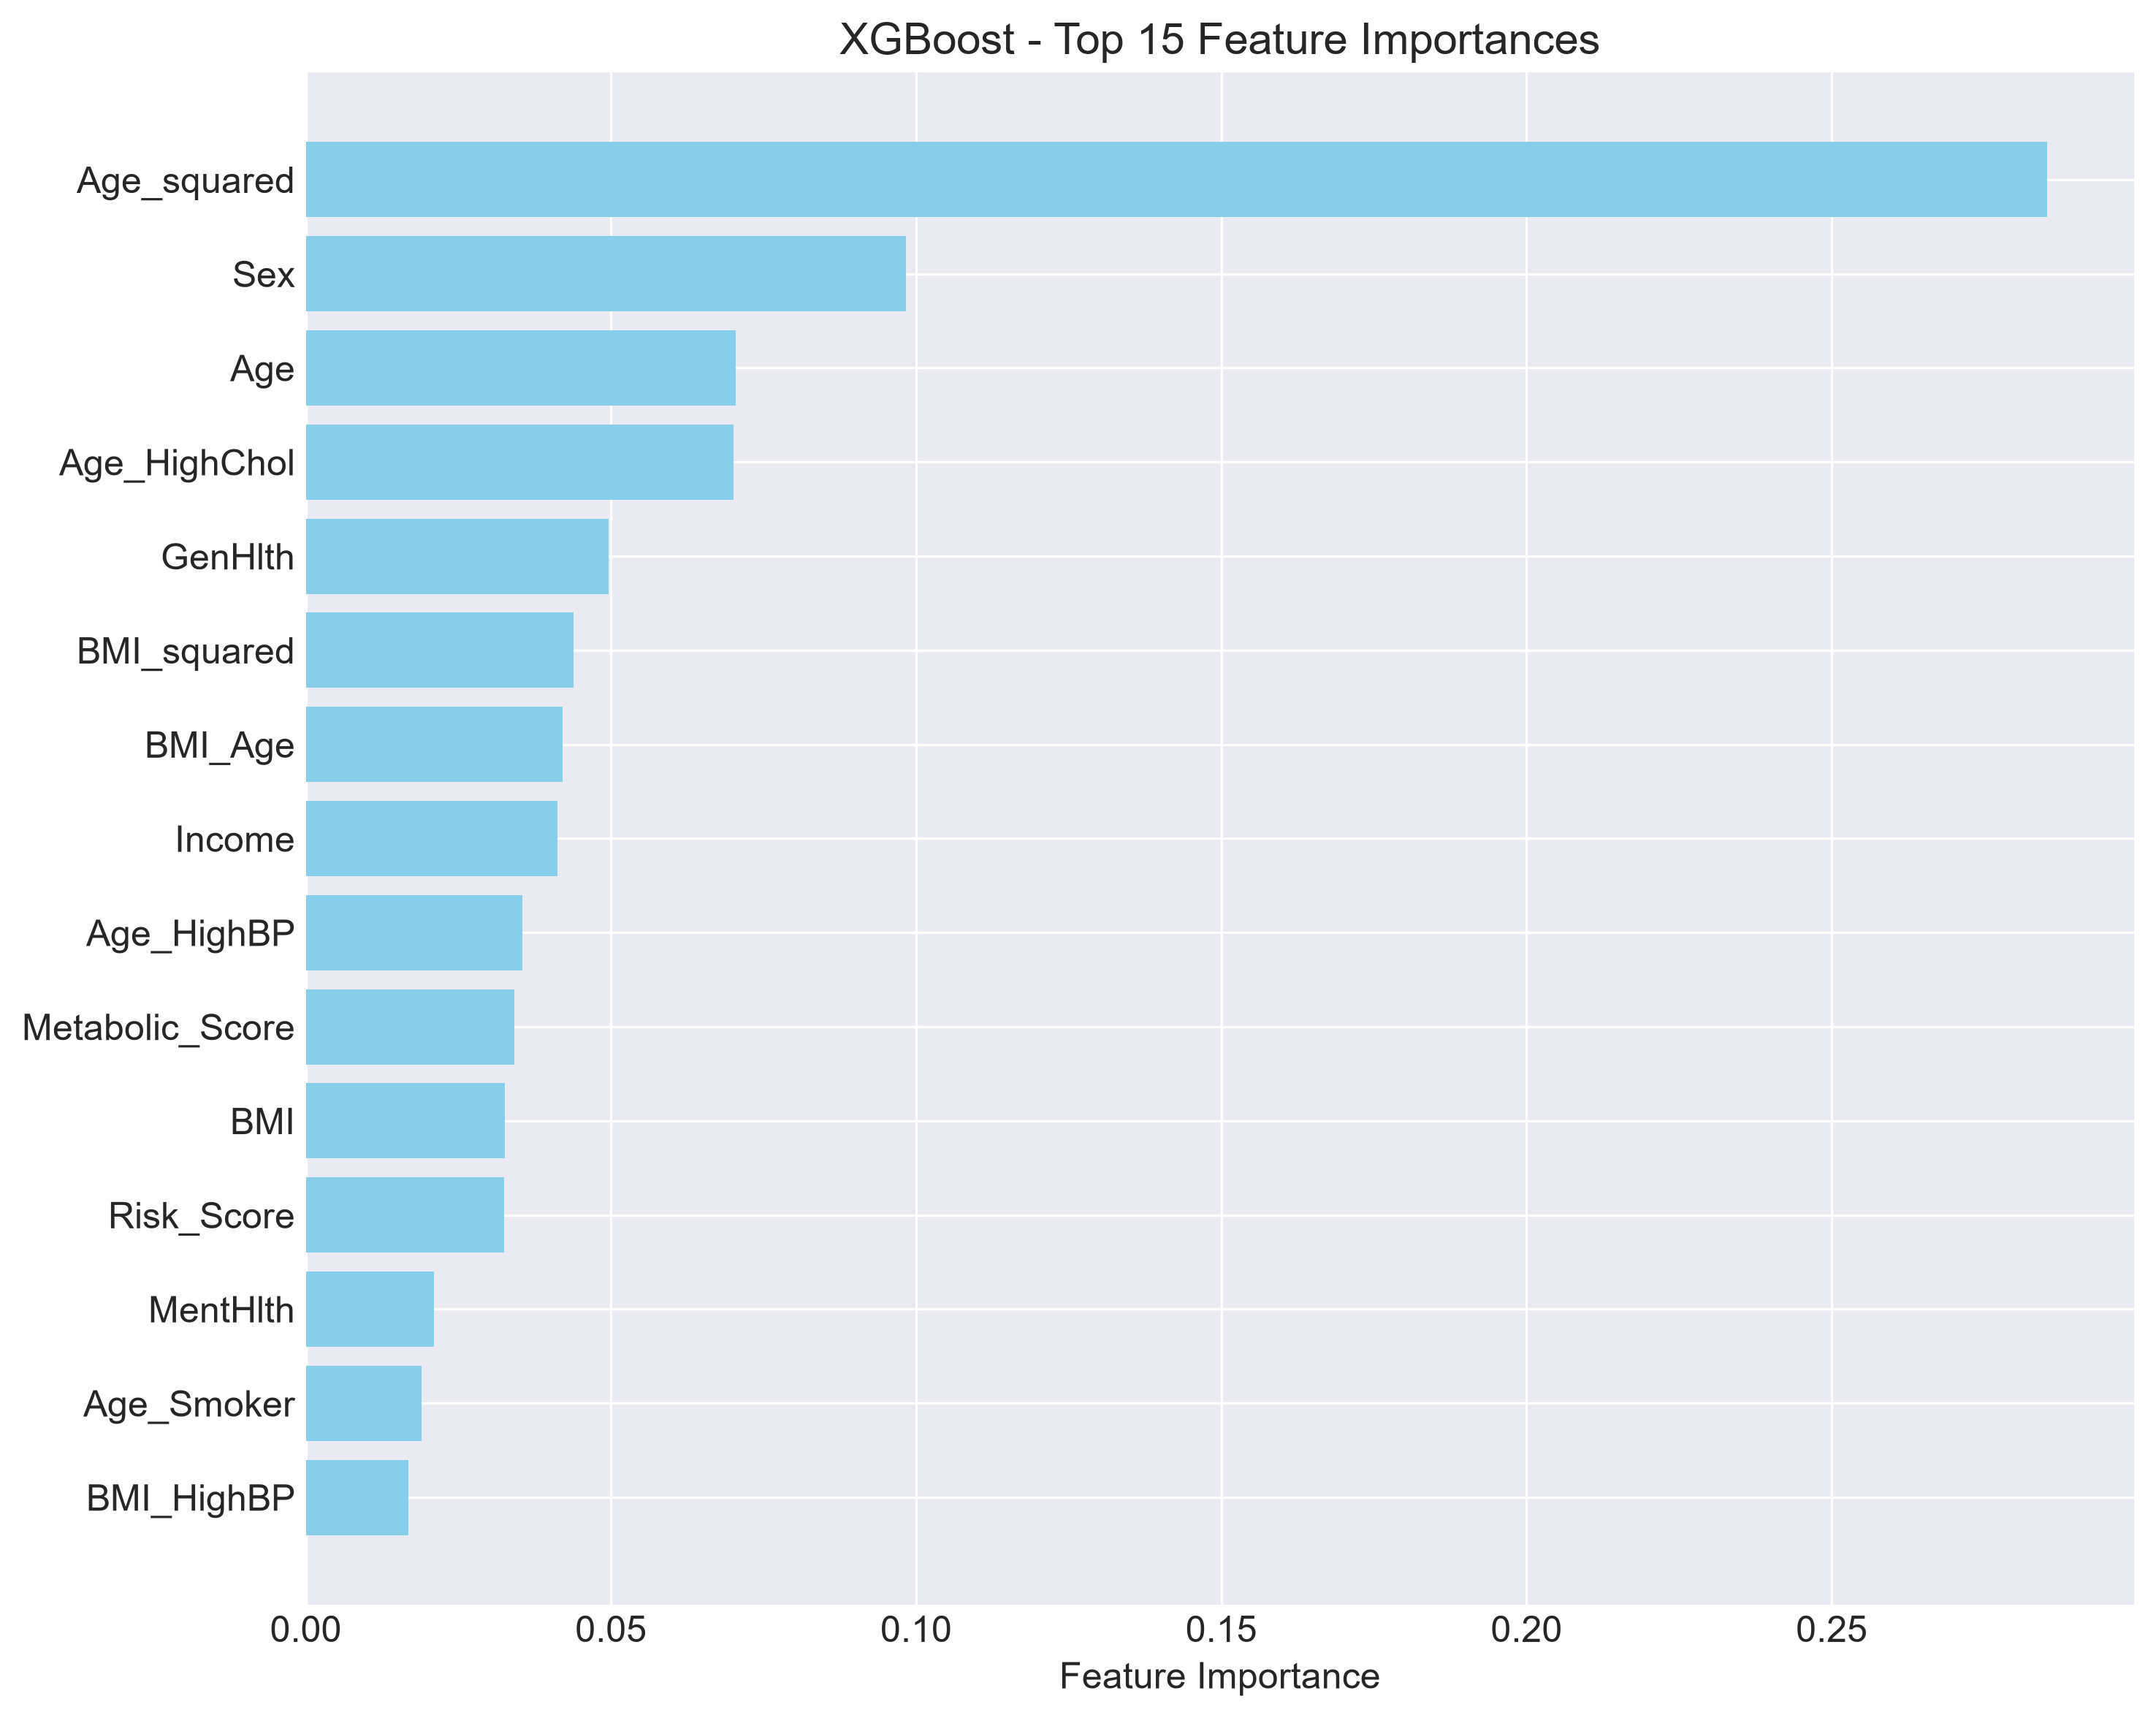 XGBoost - Top 15 Feature Importances
Age_squared
Sex
Age
Age_HighChol
GenHlth
BMI_squared
BMI_Age
Income
Age_HighBP
Metabolic_Score
BMI
Risk_Score
MentHlth
Age_Smoker
BMI_HighBP
0.00 0.05 0.10 0.15 0.20 0.25
Feature Importance